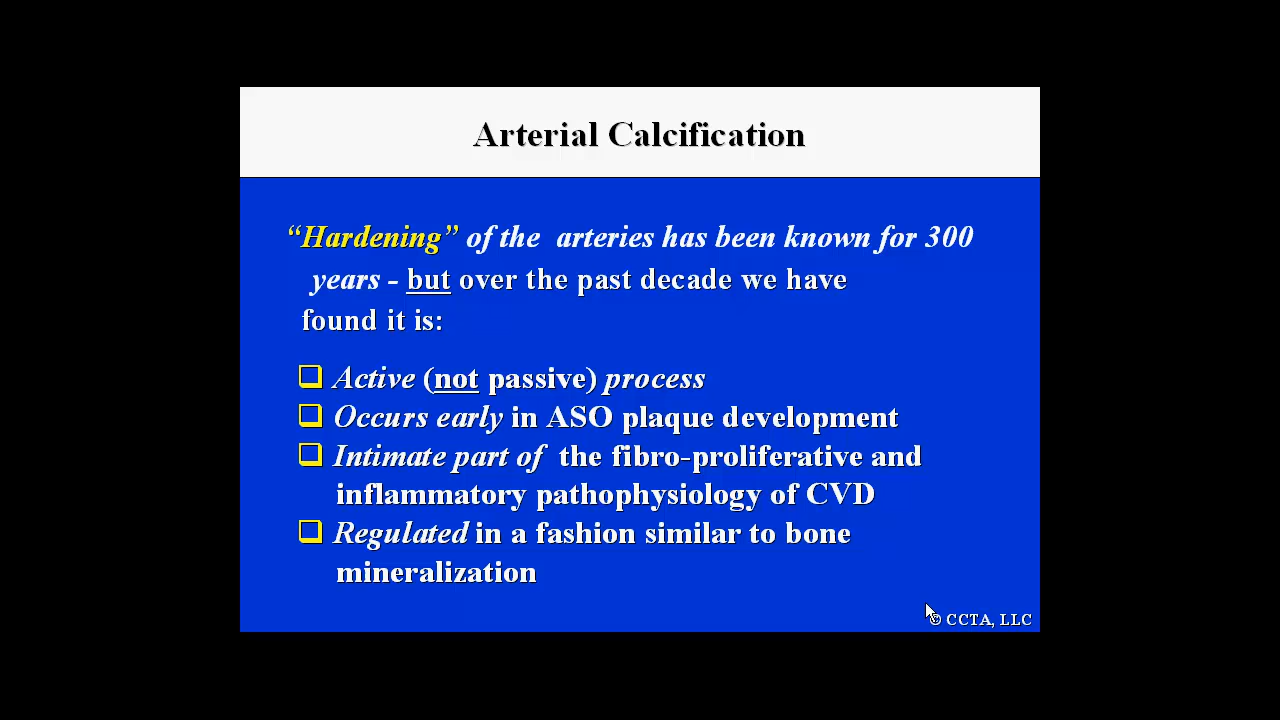 Arterial Calcification
“Hardening” of the arteries has been known for 300
years - but over the past decade we have
found it is:
Active (not passive) process
Occurs early in ASO plaque development
Intimate part of the fibro-proliferative and
inflammatory pathophysiology of CVD
Regulated in a fashion similar to bone
mineralization
© CCTA, LLC